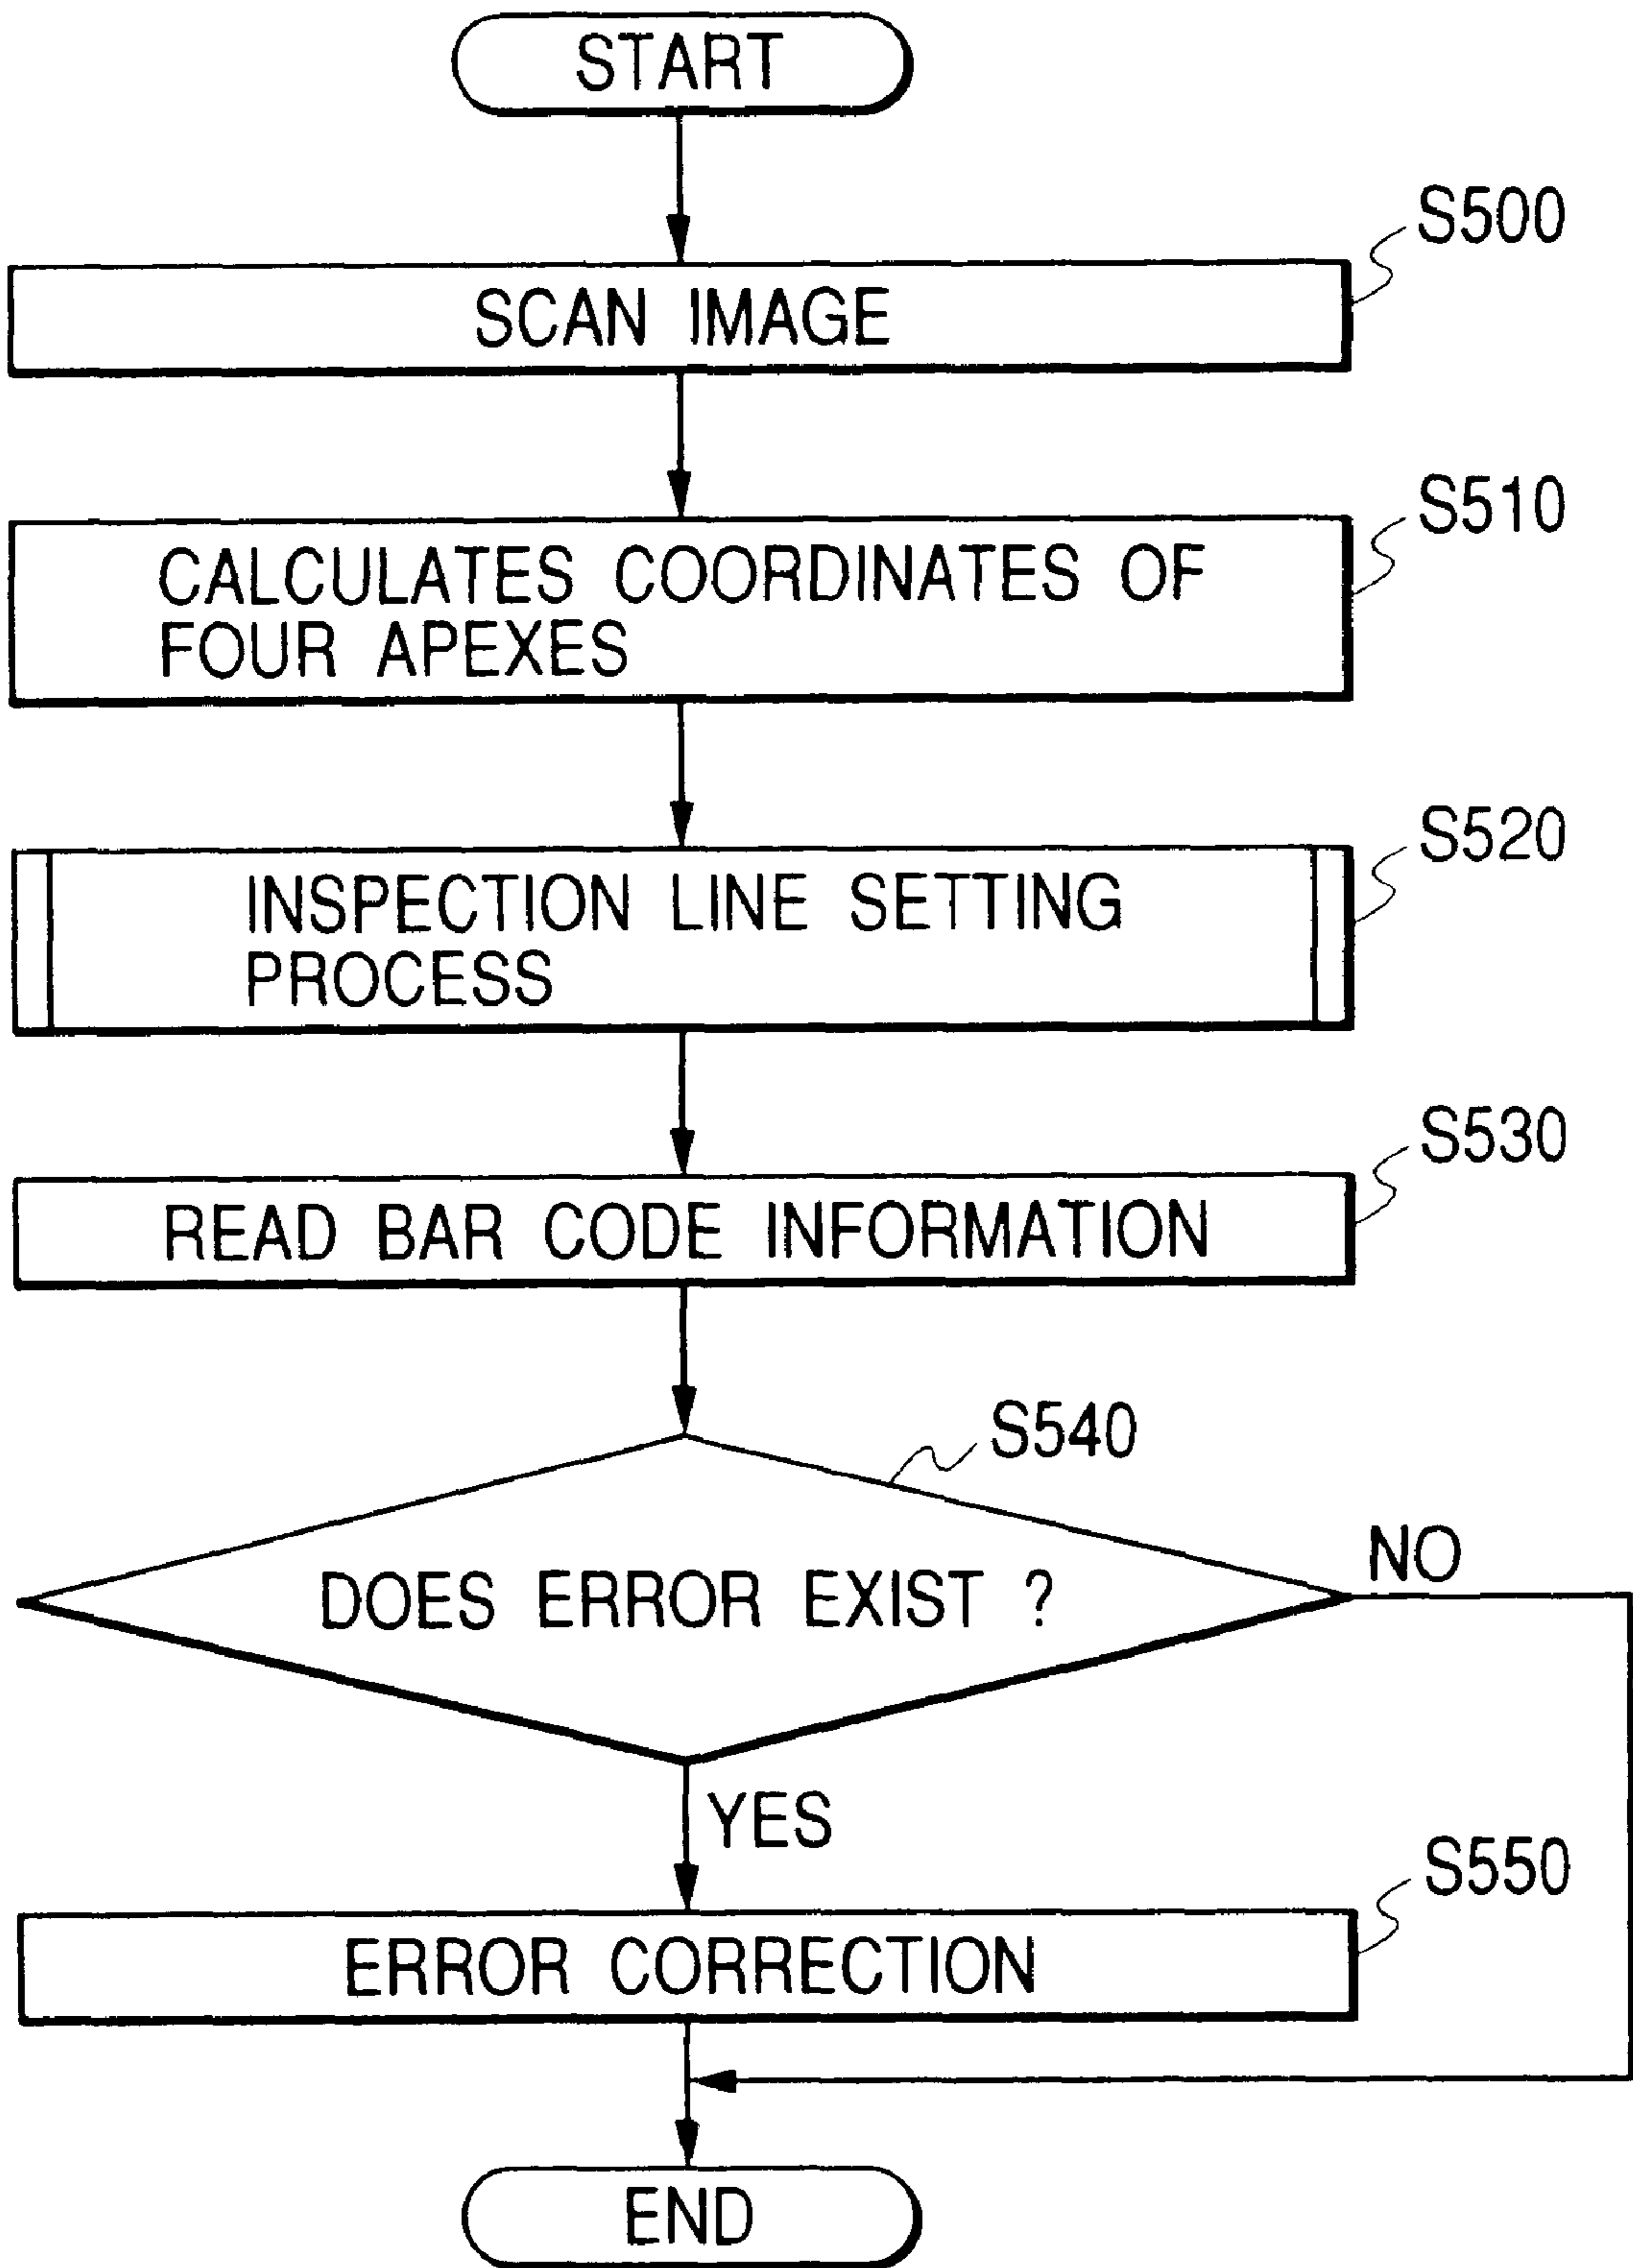 START
S500
SCAN IMAGE
S510
CALCULATES COORDINATES OF
FOUR APEXES
S520
INSPECTION LINE SETTING
PROCESS
S530
READ BAR CODE INFORMATION
S540
NO
DOES ERROR EXIST ?
YES
S550
ERROR CORRECTION
END